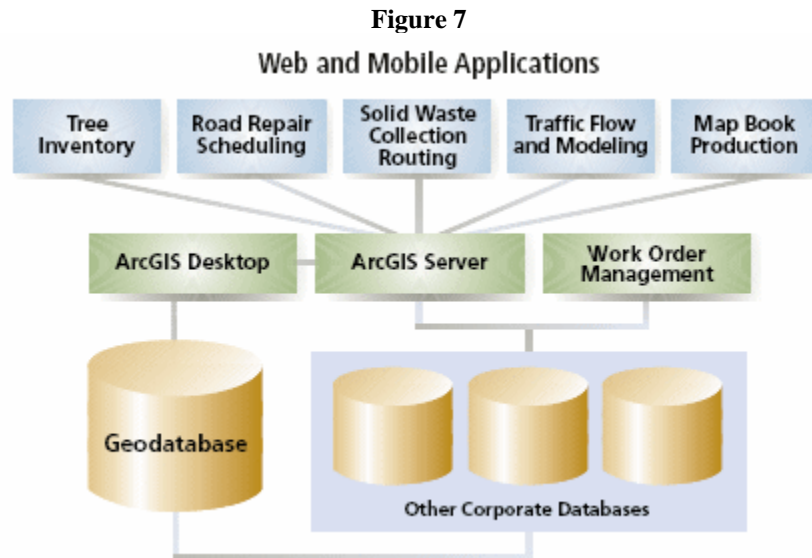 Figure 7
Web and Mobile Applications
Tree
Inventory
Road Repair
Scheduling
Solid Waste
Collection
Routing
Traffic Flow
and Modeling
Map Book
Production
ArcGIS Desktop
ArcGIS Server
Work Order
Management
Geodatabase
Other Corporate Databases